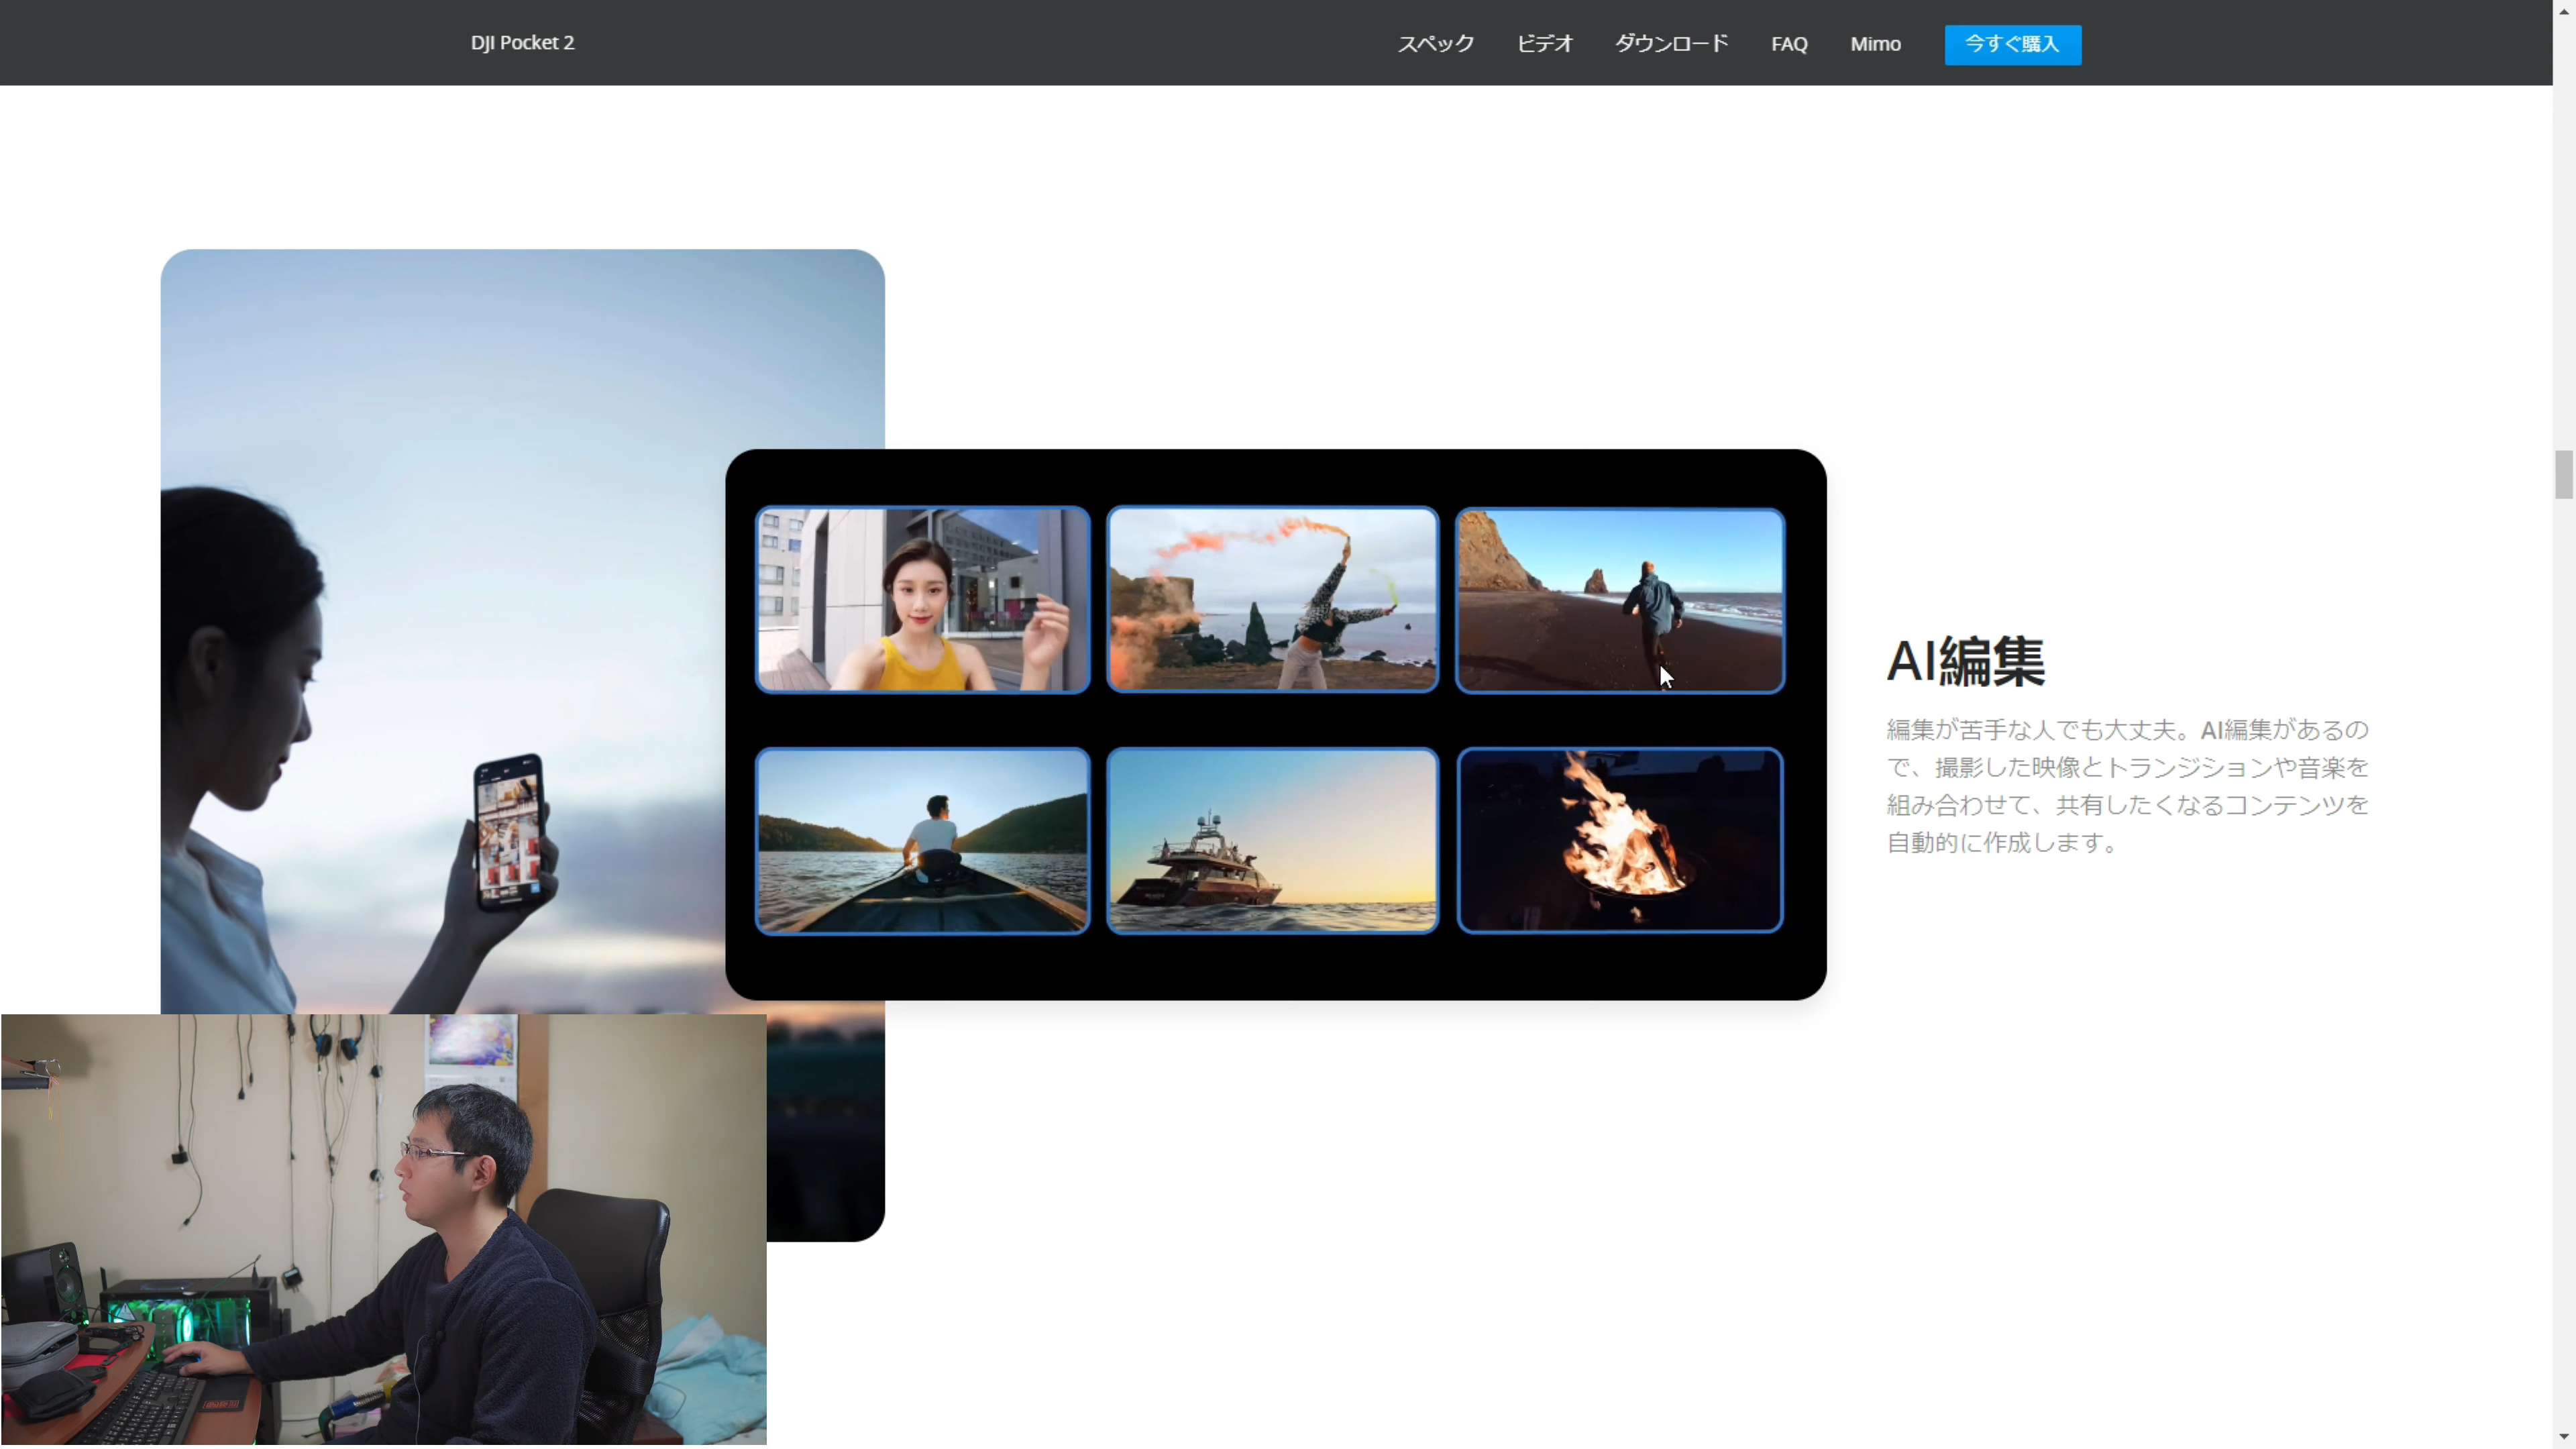 DJI Pocket 2
スペック
ビデオ
ダウンロード
FAQ
Mimo
今すぐ購入
AI編集
編集が苦手な人でも大丈夫。AI編集があるの
で、撮影した映像とトランジションや音楽を
組み合わせて、共有したくなるコンテンツを
自動的に作成します。